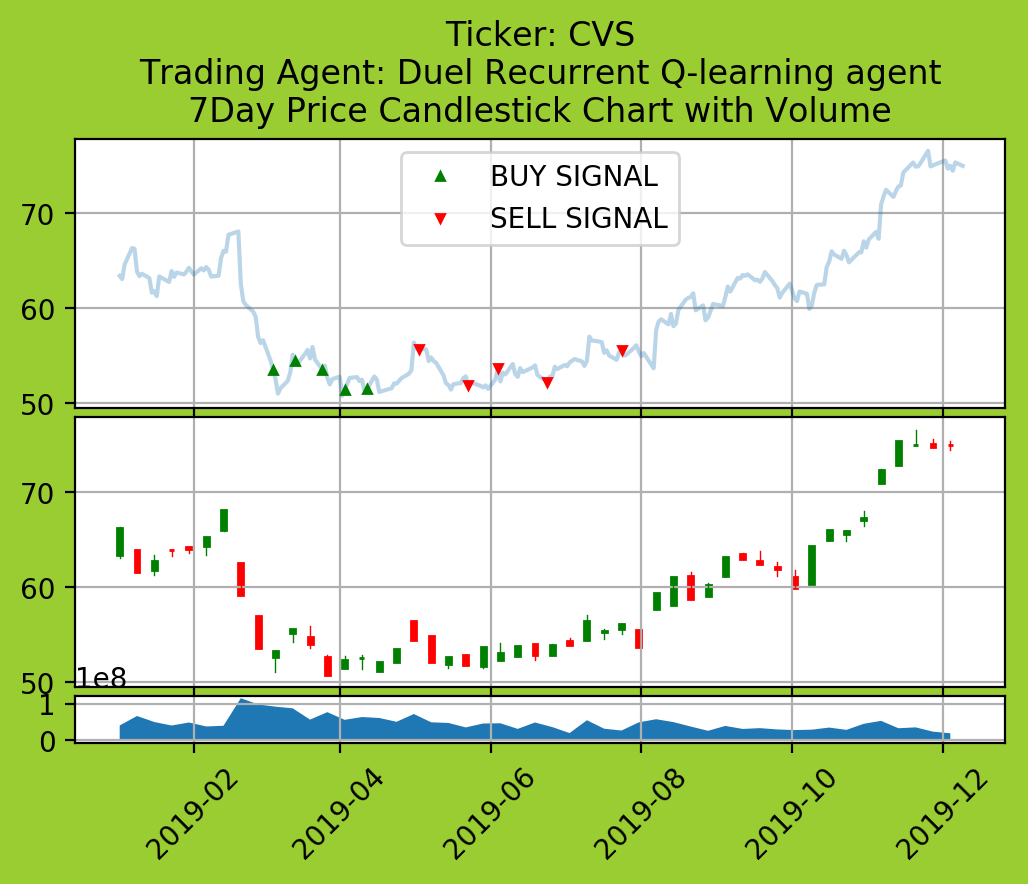 Ticker: CVS
Trading Agent: Duel Recurrent Q-learning agent
7Day Price Candlestick Chart with Volume
BUY SIGNAL
SELL SIGNAL
70
60
50
70
60
50
1e8
1
0
2019-02
2019-04
2019-06
2019-08
2019-10
2019-12